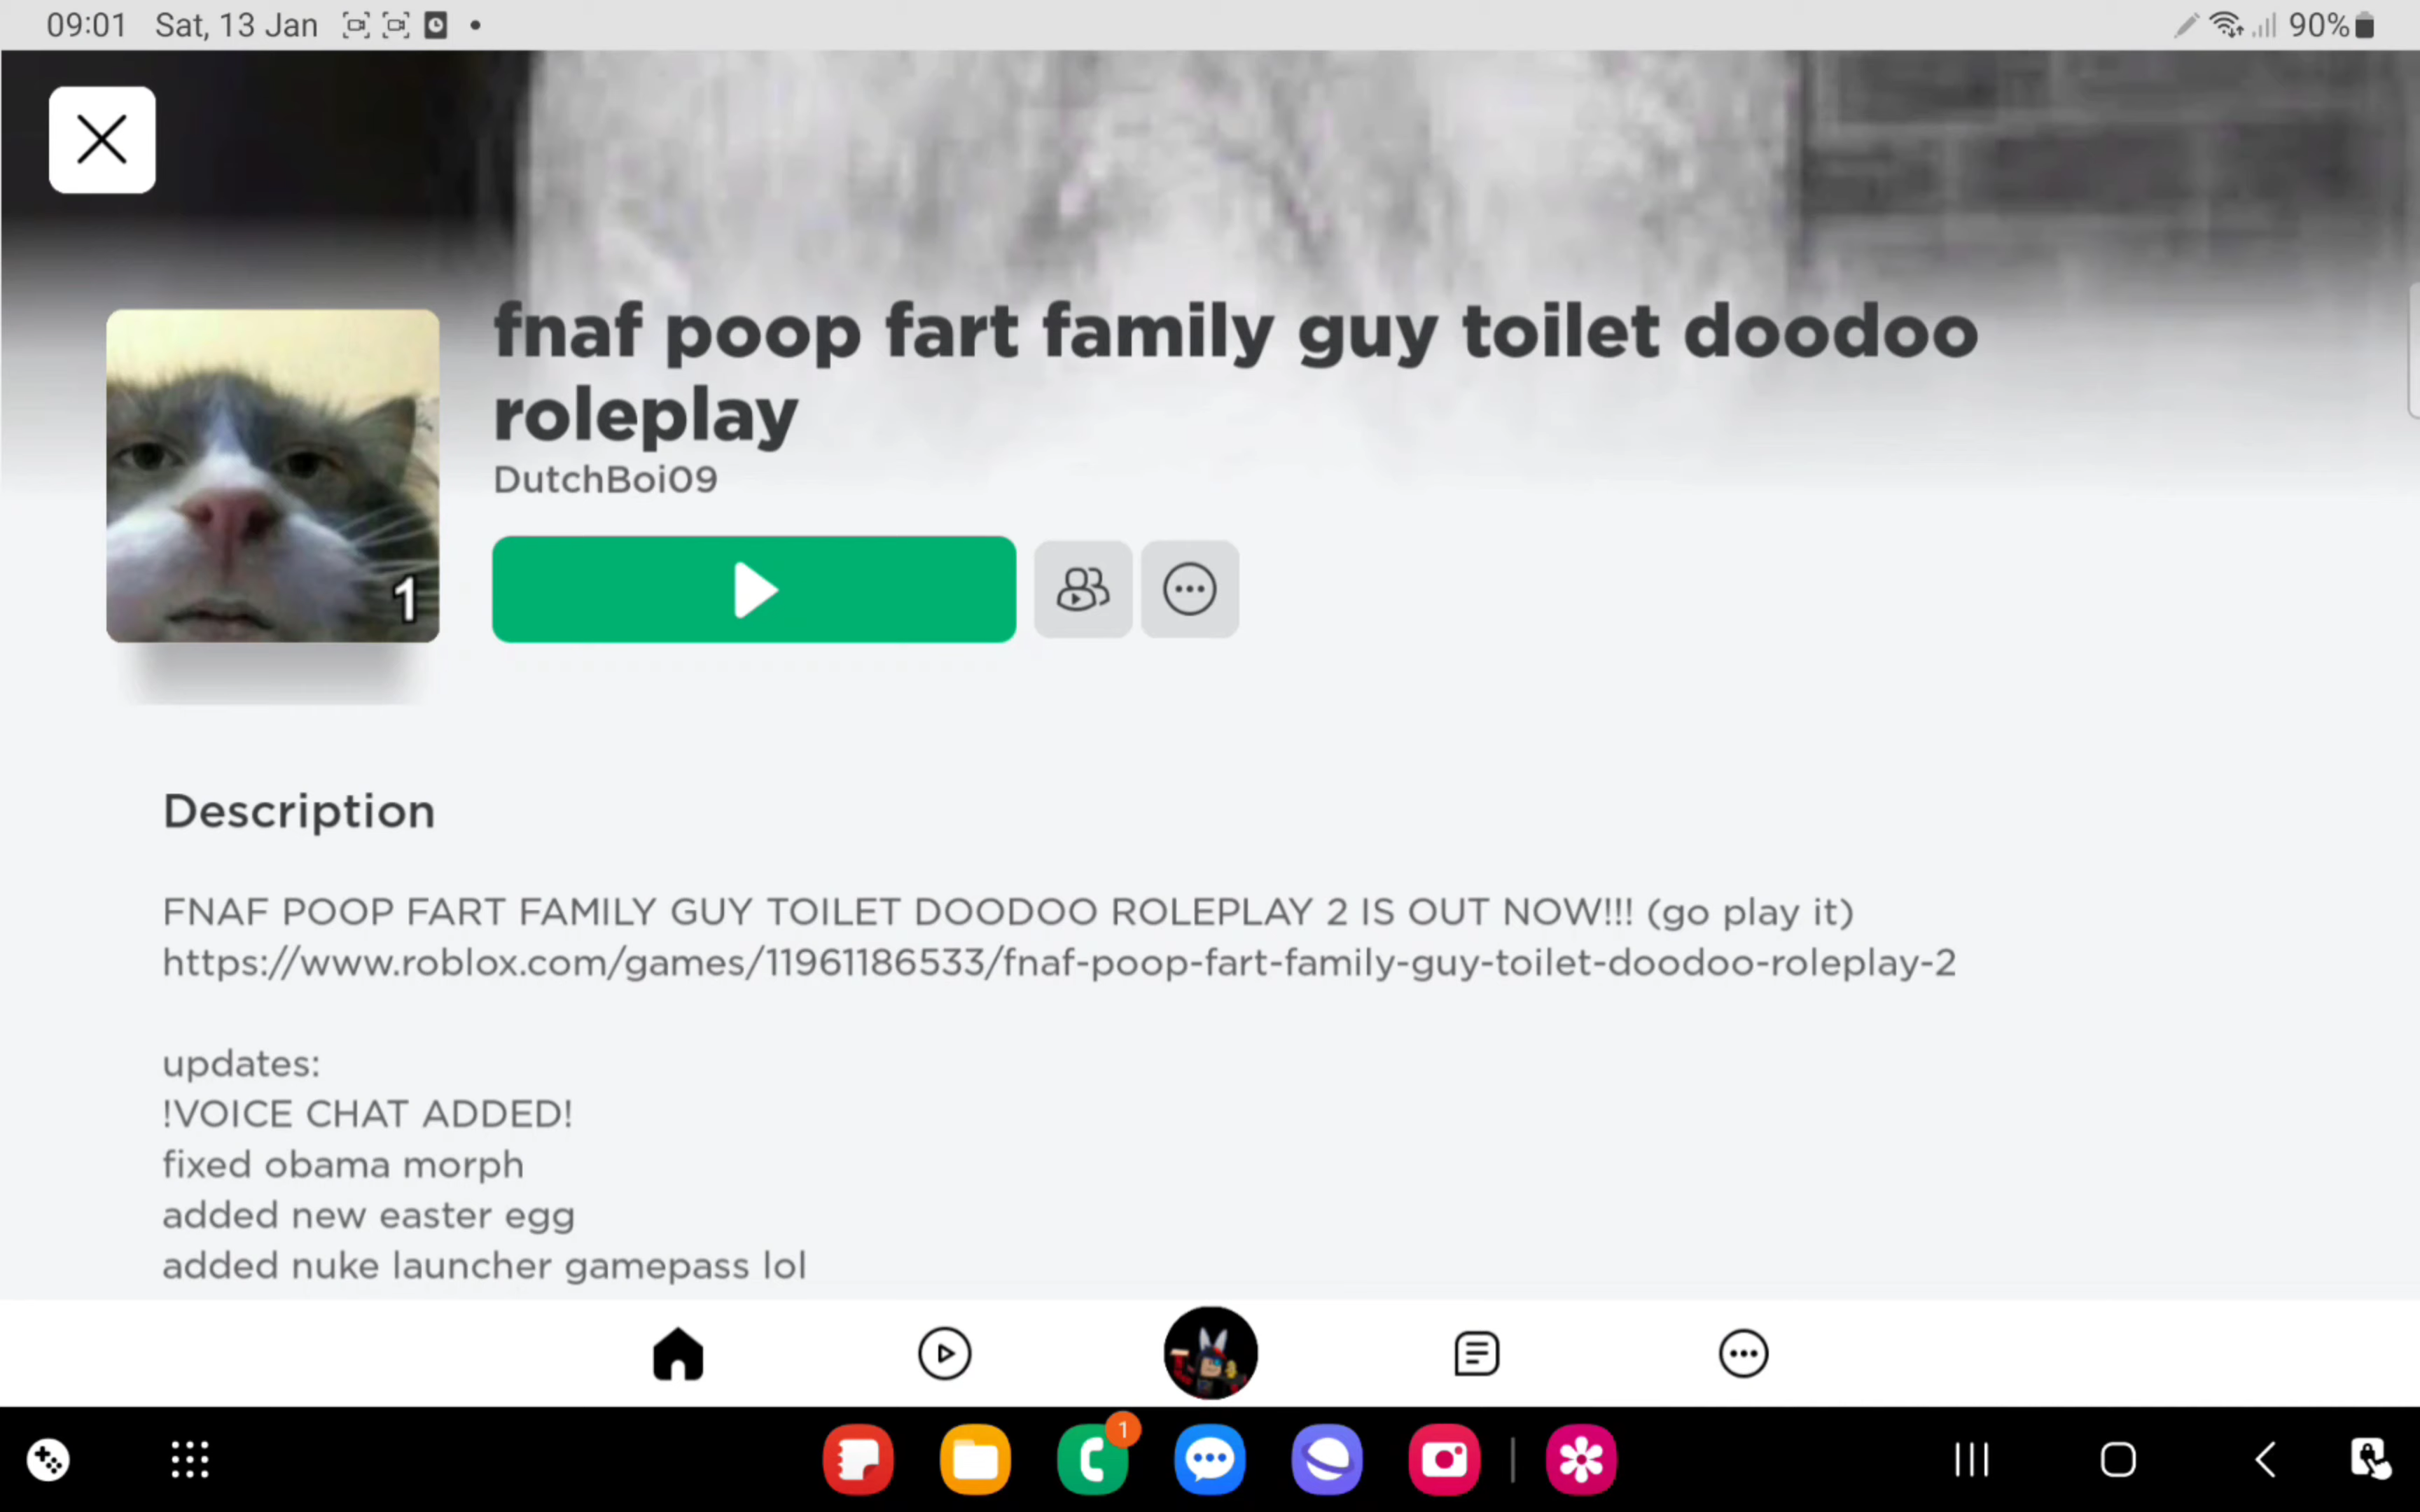 09:01 Sat, 13 Jan
90%
fnaf poop fart family guy toilet doodoo
roleplay
DutchBoi09
1
Description
FNAF POOP FART FAMILY GUY TOILET DOODOO ROLEPLAY 2 IS OUT NOW!!! (go play it)
https://www.roblox.com/games/11961186533/fnaf-poop-fart-family-guy-toilet-doodoo-roleplay-2
updates:
!VOICE CHAT ADDED!
fixed obama morph
added new easter egg
added nuke launcher gamepass lol
1